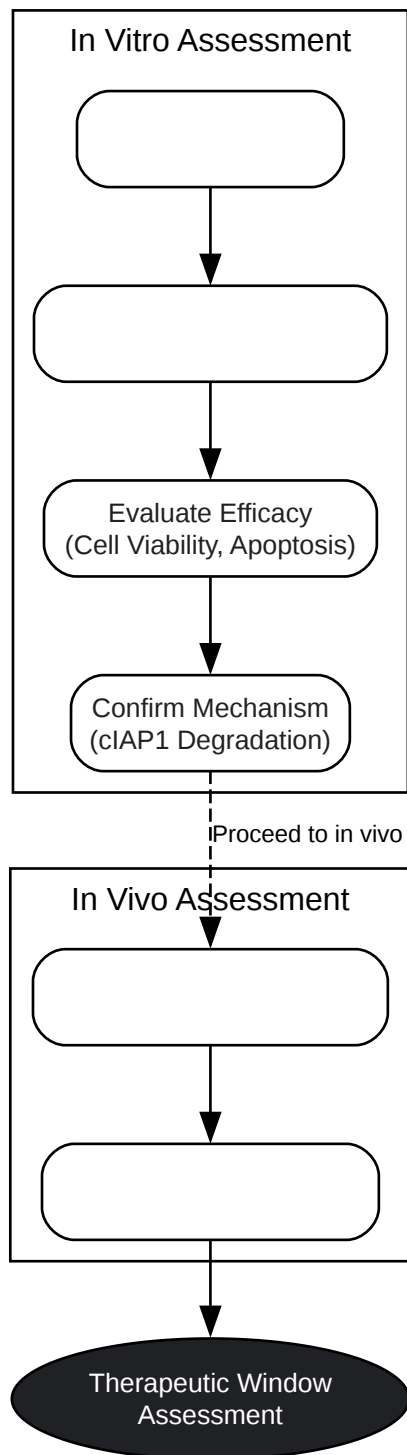 In Vitro Assessment
Evaluate Efficacy
(Cell Viability, Apoptosis)
Confirm Mechanism
(cIAP1 Degradation)
Proceed to in vivo
In Vivo Assessment
Therapeutic Window
Assessment